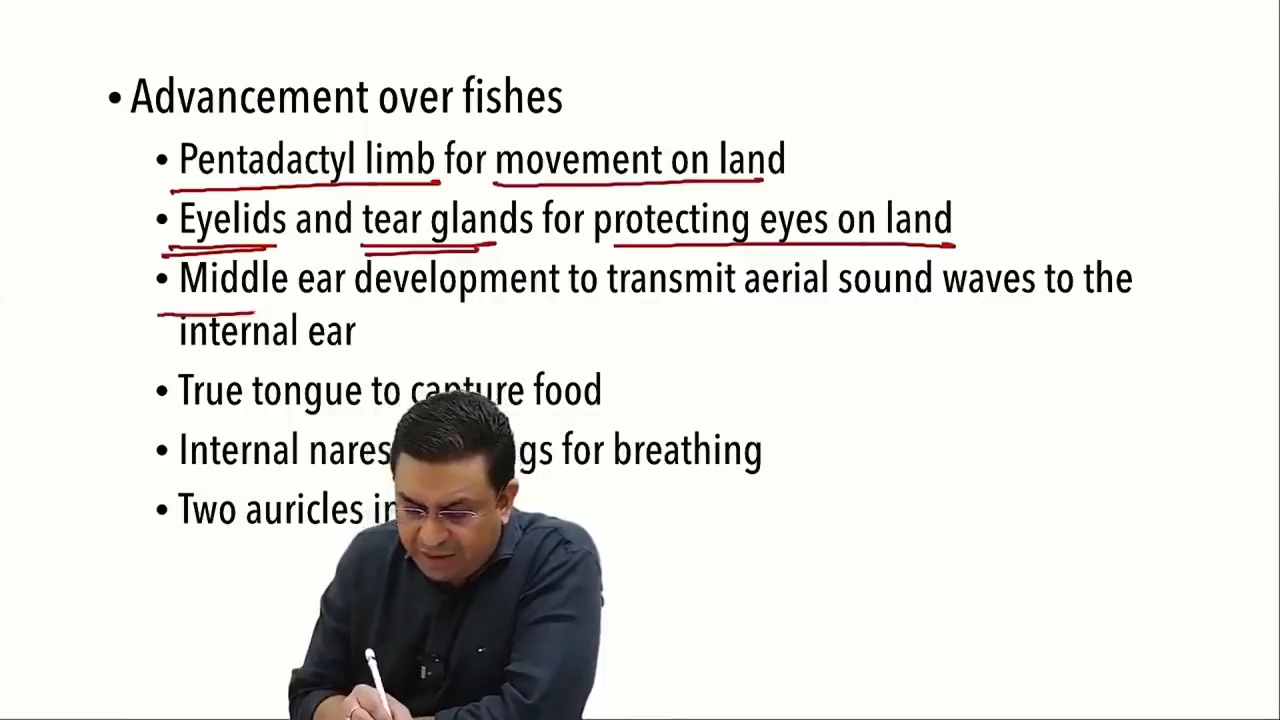 • Advancement over fishes
• Pentadactyl limb for movement on land
• Eyelids and tear glands for protecting eyes on land
• Middle ear development to transmit aerial sound waves to the
internal ear
• True tongue to capture food
• Internal nares for breathing
• Two auricles